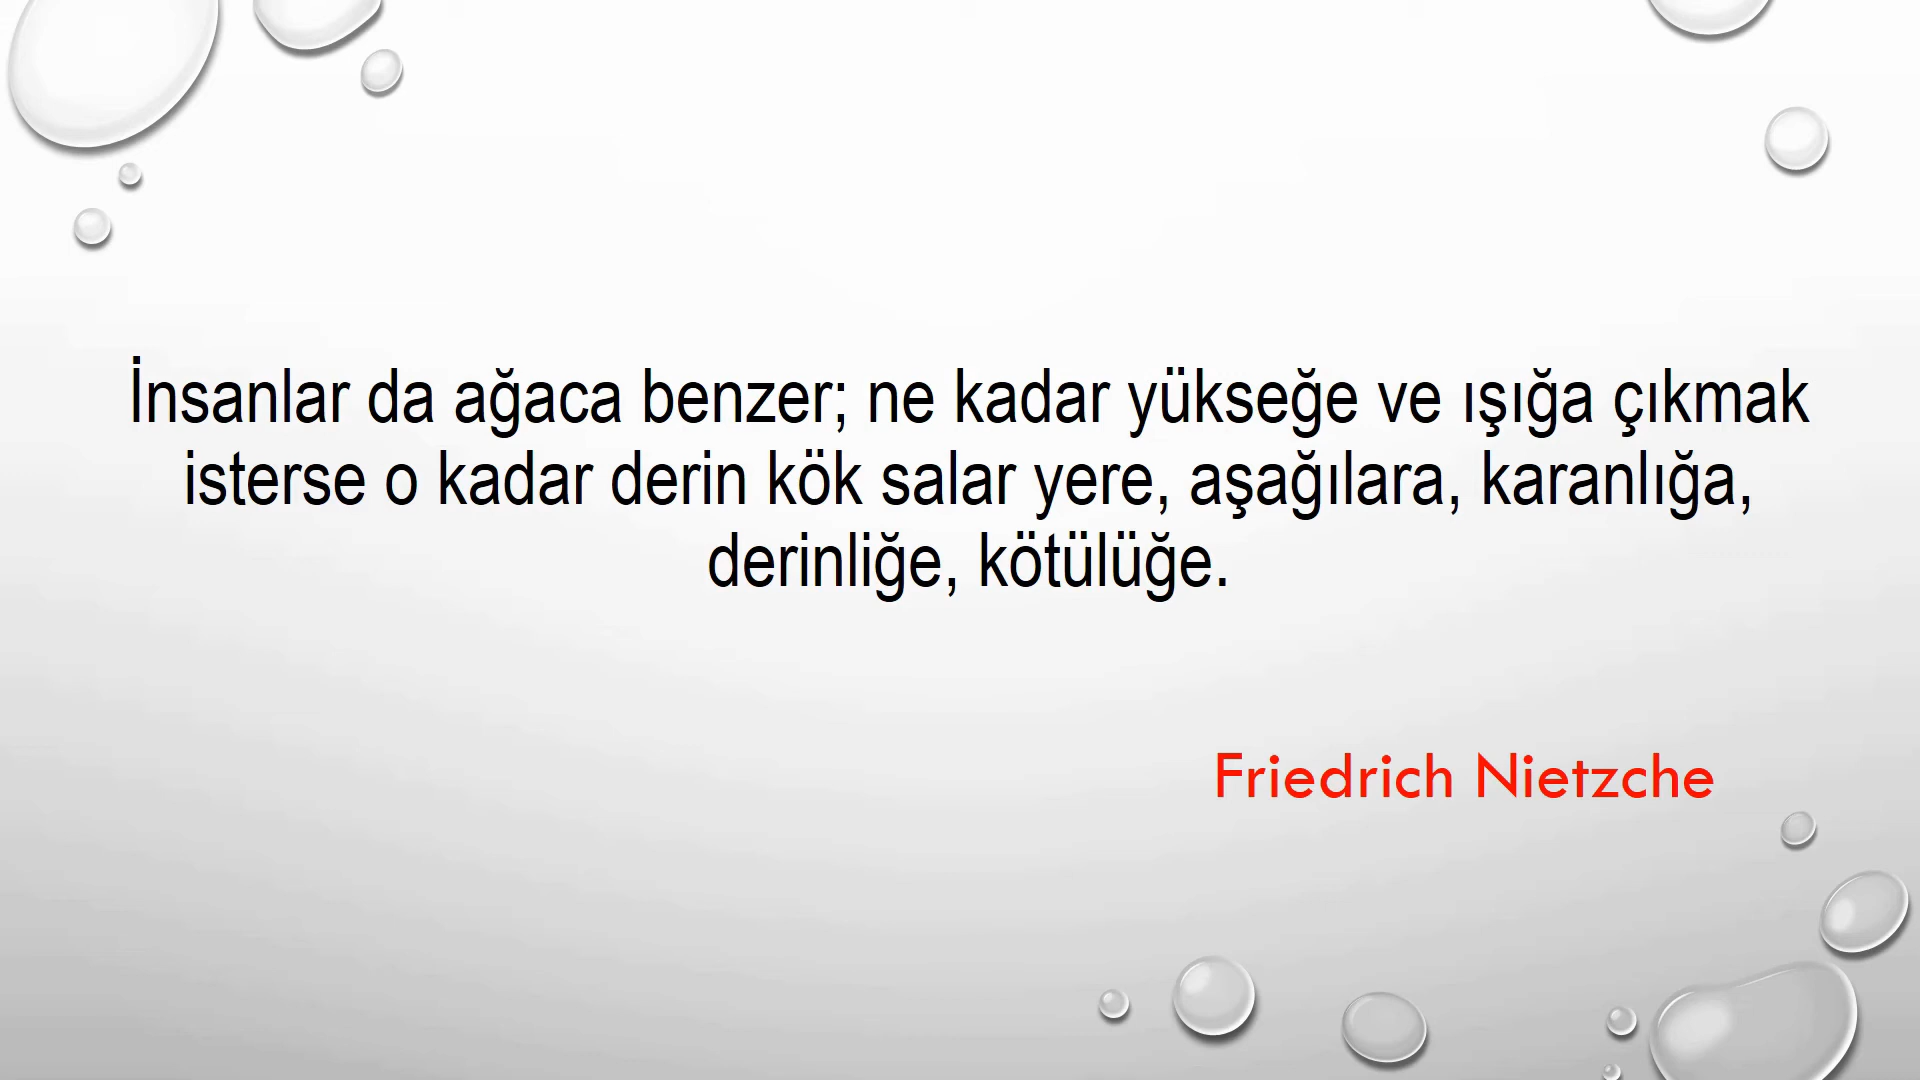 İnsanlar da ağaca benzer; ne kadar yükseğe ve ışığa çıkmak
isterse o kadar derin kök salar yere, aşağılara, karanlığa,
derinliğe, kötülüğe.
Friedrich Nietzche